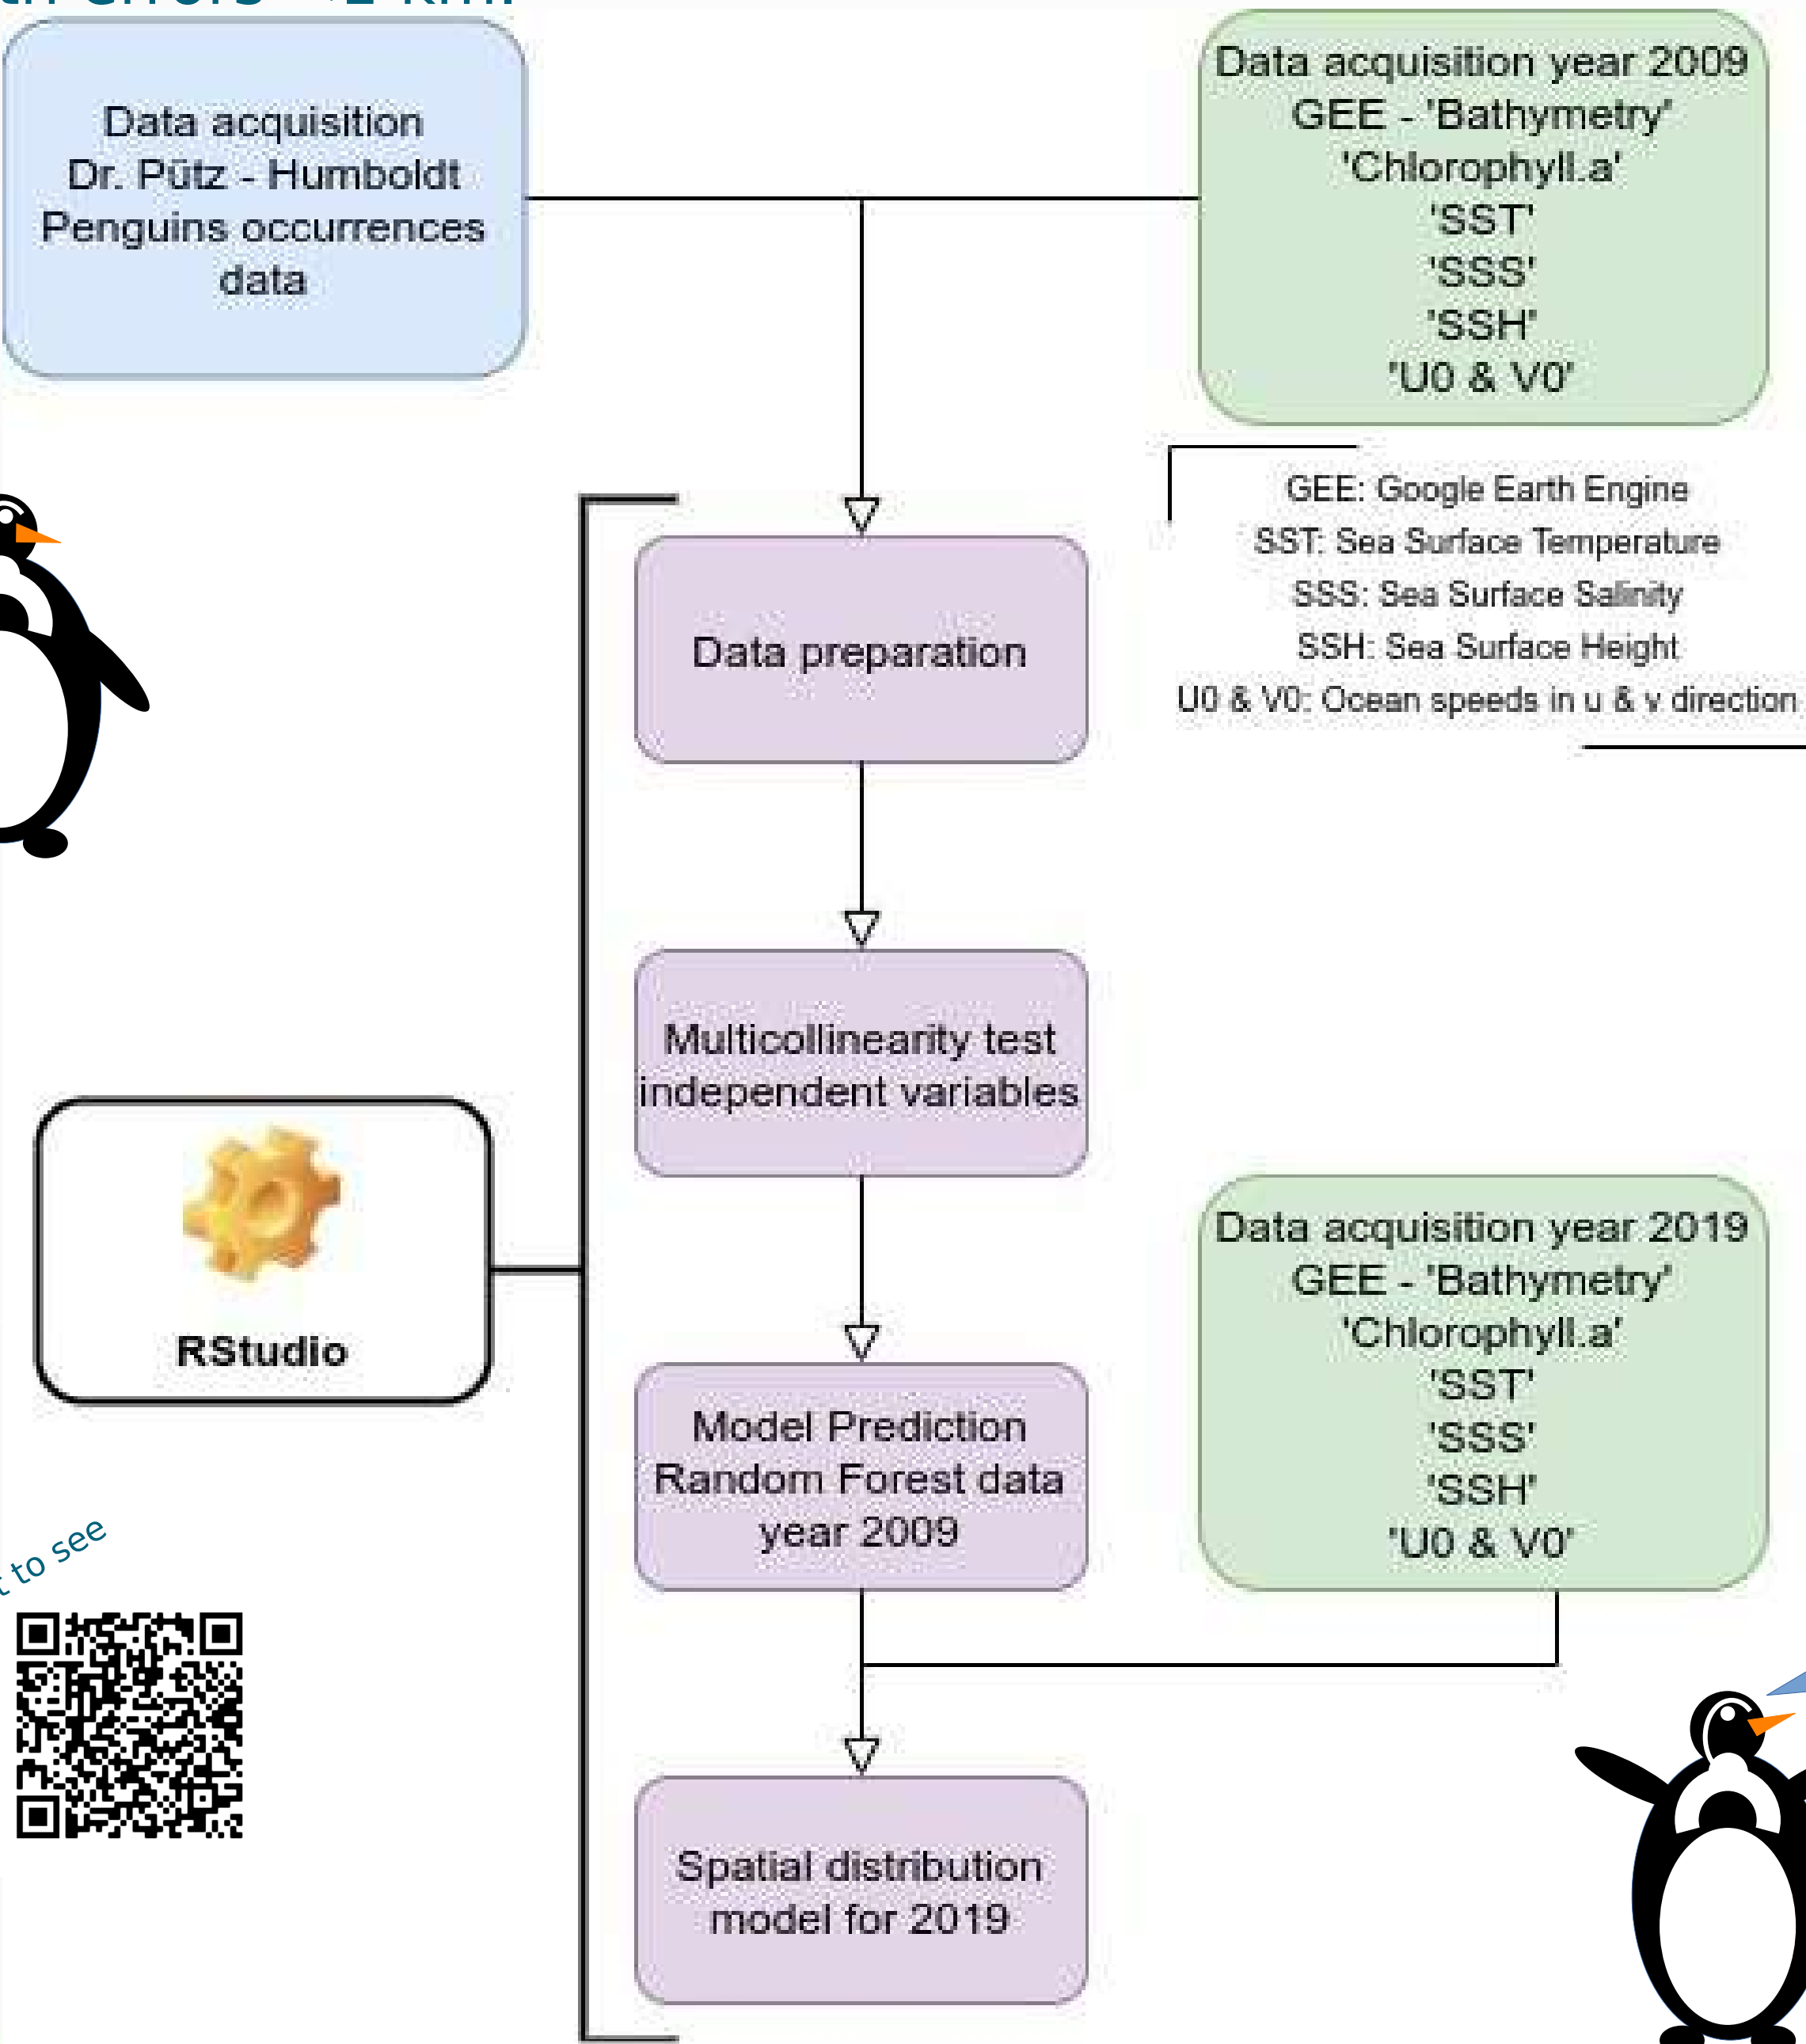 errors
km.
Data acquisition
Dr. Pütz - Humboldt
Penguins occurrences
data
Data acquisition year 2009
GEE - 'Bathymetry'
'Chlorophyll.a'
'SST'
'SSS'
'SSH'
'U0 & V0'
GEE: Google Earth Engine
SST: Sea Surface Temperature
SSS: Sea Surface Salinity
SSH: Sea Surface Height
U0 & V0: Ocean speeds in u & v direction
Data preparation
Multicollinearity test
independent variables
RStudio
Model Prediction
Random Forest data
year 2009
Data acquisition year 2019
GEE - 'Bathymetry'
'Chlorophyll.a'
'SST'
'SSS'
'SSH'
'U0 & V0'
to see
Spatial distribution
model for 2019